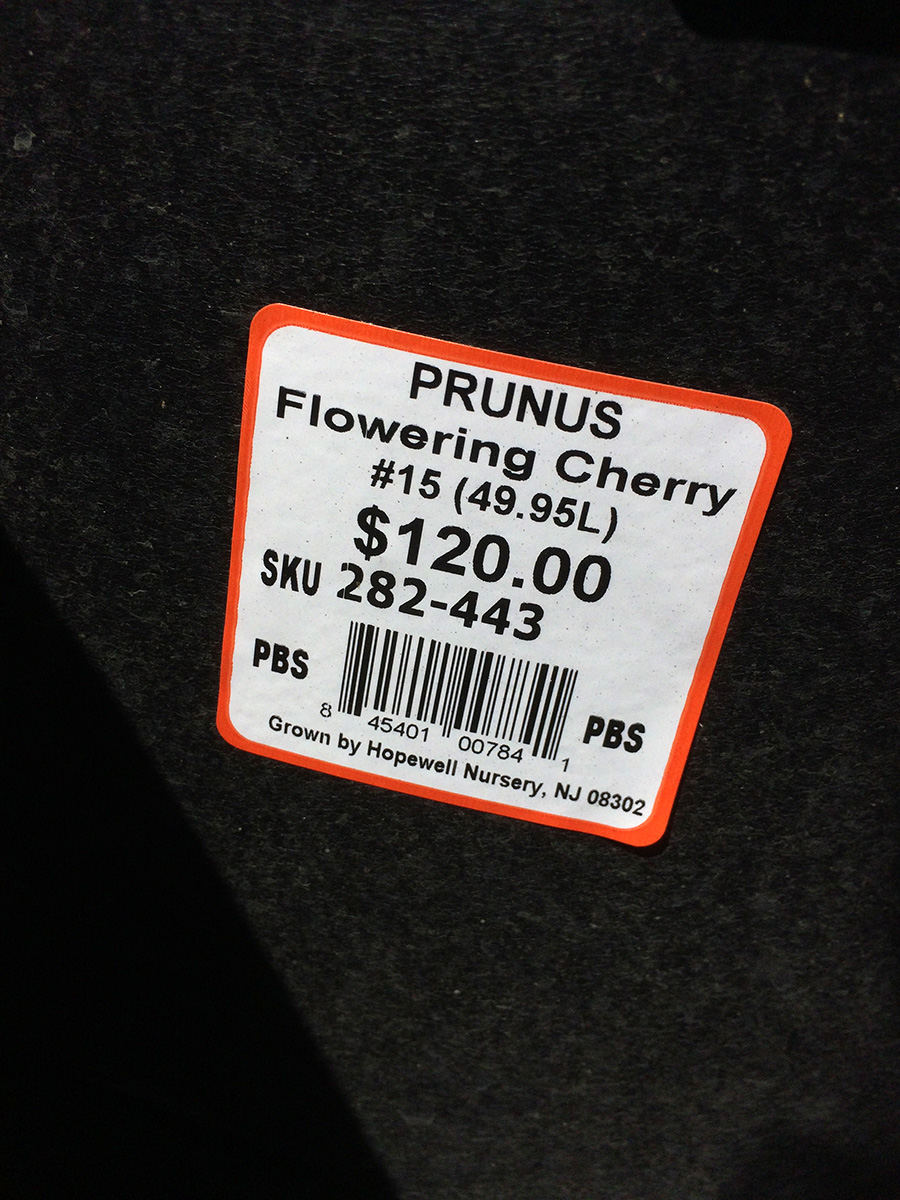 PRUNUS
Flowering Cherry
#15 (49.95L)
$120.00
SKU 282-443
PBS
PBS
8 45401 00784 1
Grown by Hopewell Nursery, NJ 08302